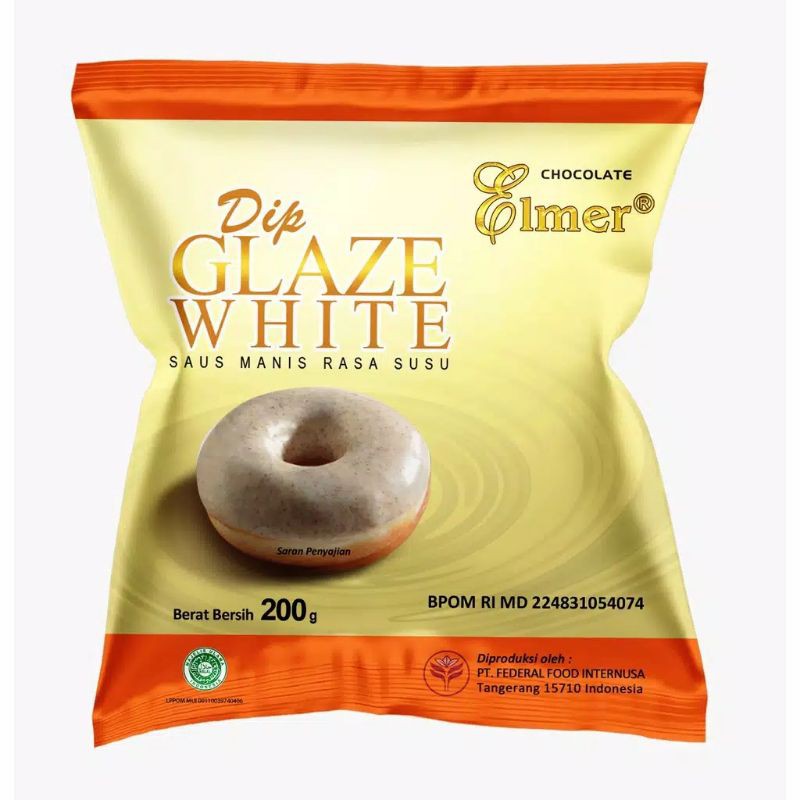 CHOCOLATE
Elmer®
Dip
GLAZE
WHITE
SAUS MANIS RASA SUSU
Saran Penyajian
Berat Bersih 200 g
BPOM RI MD 224831054074
Diproduksi oleh :
PT. FEDERAL FOOD INTERNUSA
Tangerang 15710 Indonesia